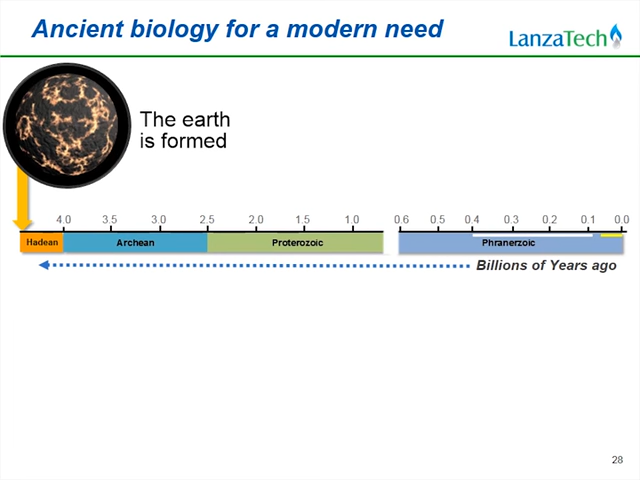 Ancient biology for a modern need
LanzaTech
The earth
is formed
4.0 3.5 3.0 2.5 2.0 1.5 1.0 0.6 0.5 0.4 0.3 0.2 0.1 0.0
Hadean Archean Proterozoic Phranerzoic
Billions of Years ago
28